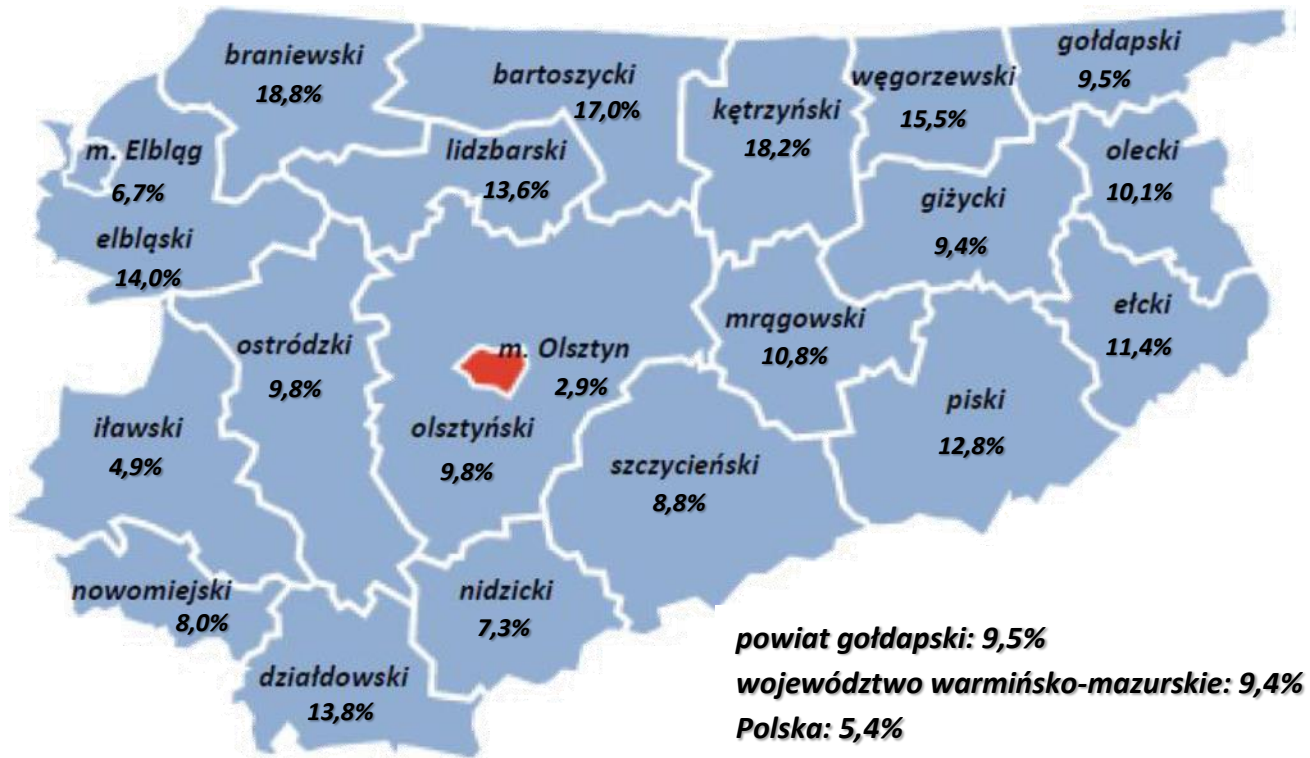 gołdapski
9,5%
braniewski
18,8%
bartoszycki
17,0%
węgorzewski
15,5%
kętrzyński
18,2%
m. Elbląg
6,7%
lidzbarski
13,6%
olecki
10,1%
giżycki
9,4%
elbląski
14,0%
ełcki
11,4%
mrągowski
10,8%
ostródzki
9,8%
m. Olsztyn
2,9%
piski
12,8%
iławski
4,9%
olsztyński
9,8%
szczycieński
8,8%
nowomiejski
8,0%
nidzicki
7,3%
działdowski
13,8%
powiat gołdapski: 9,5%
województwo warmińsko-mazurskie: 9,4%
Polska: 5,4%